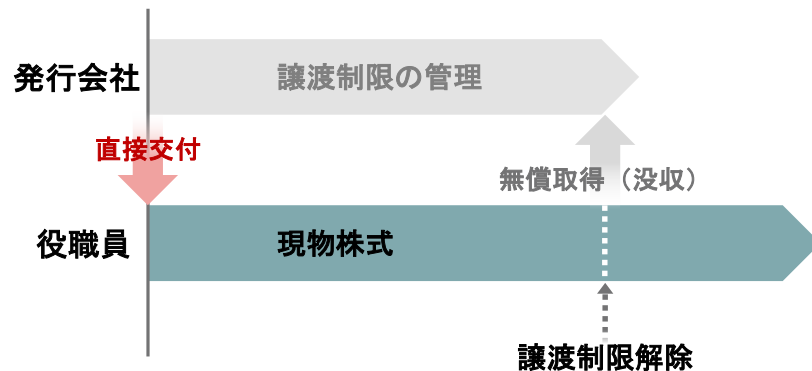 発行会社
譲渡制限の管理
直接交付
無償取得（没収）
役職員
現物株式
譲渡制限解除